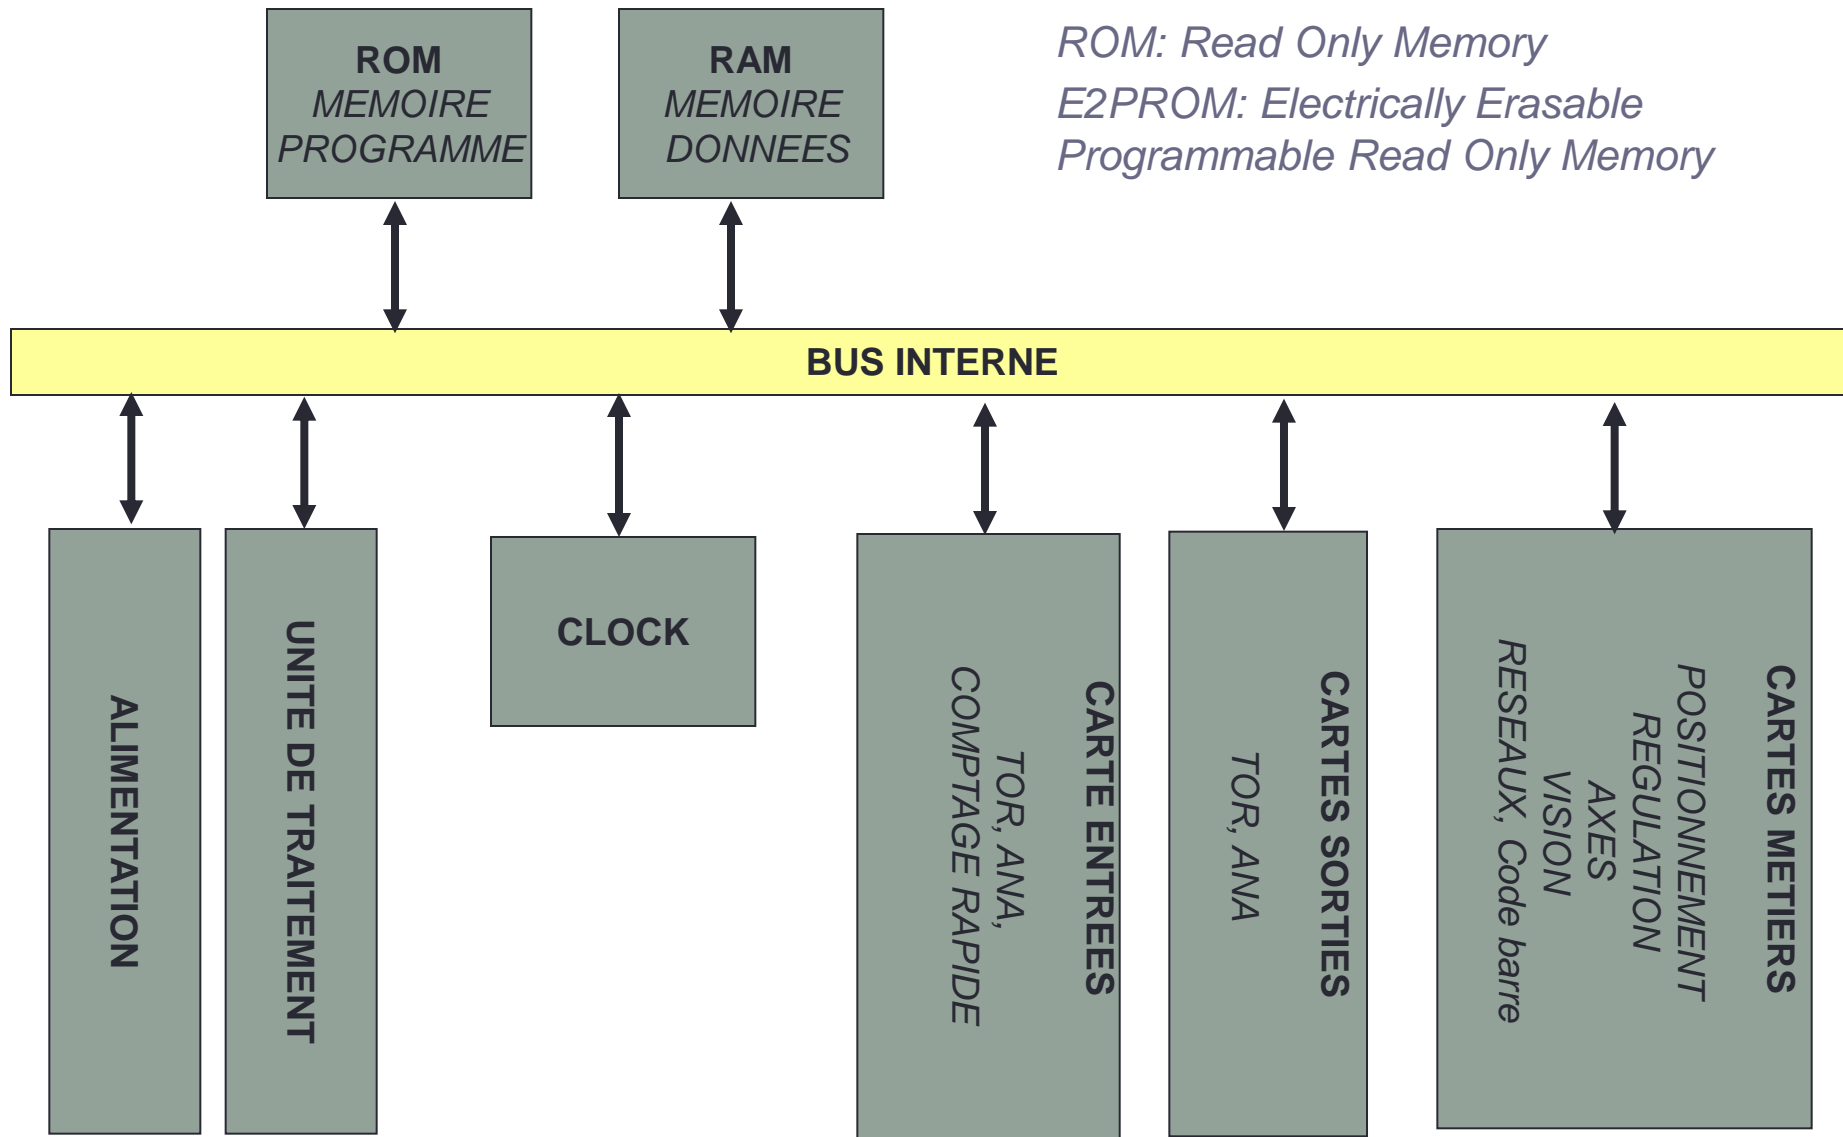 ROM
MEMOIRE
PROGRAMME
RAM
MEMOIRE
DONNEES
ROM: Read Only Memory
E2PROM: Electrically Erasable
Programmable Read Only Memory
BUS INTERNE
ALIMENTATION
UNITE DE TRAITEMENT
CLOCK
CARTE ENTREES
TOR, ANA,
COMPTAGE RAPIDE
CARTES SORTIES
TOR, ANA
CARTES METIERS
POSITIONNEMENT
REGULATION
AXES
VISION
RESEAUX, Code barre